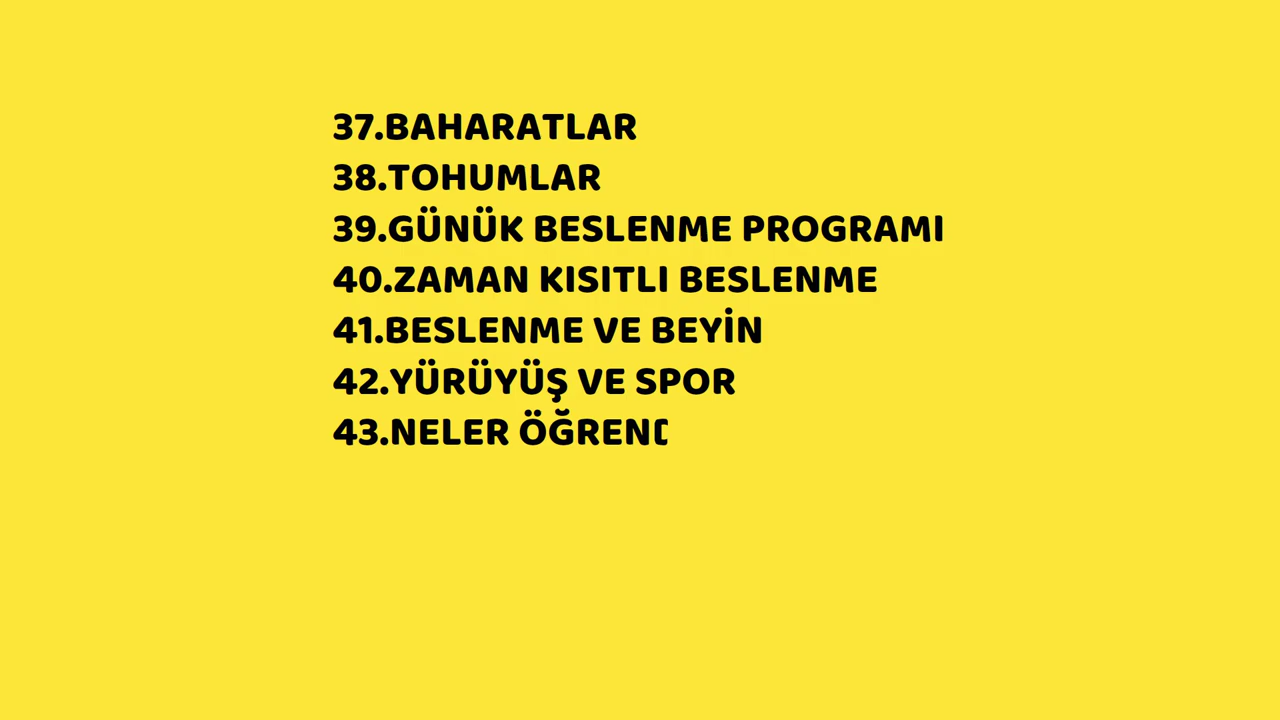 37.BAHARATLAR
38.TOHUMLAR
39.GÜNÜK BESLENME PROGRAMI
40.ZAMAN KISITLI BESLENME
41.BESLENME VE BEYİN
42.YÜRÜYÜŞ VE SPOR
43.NELER